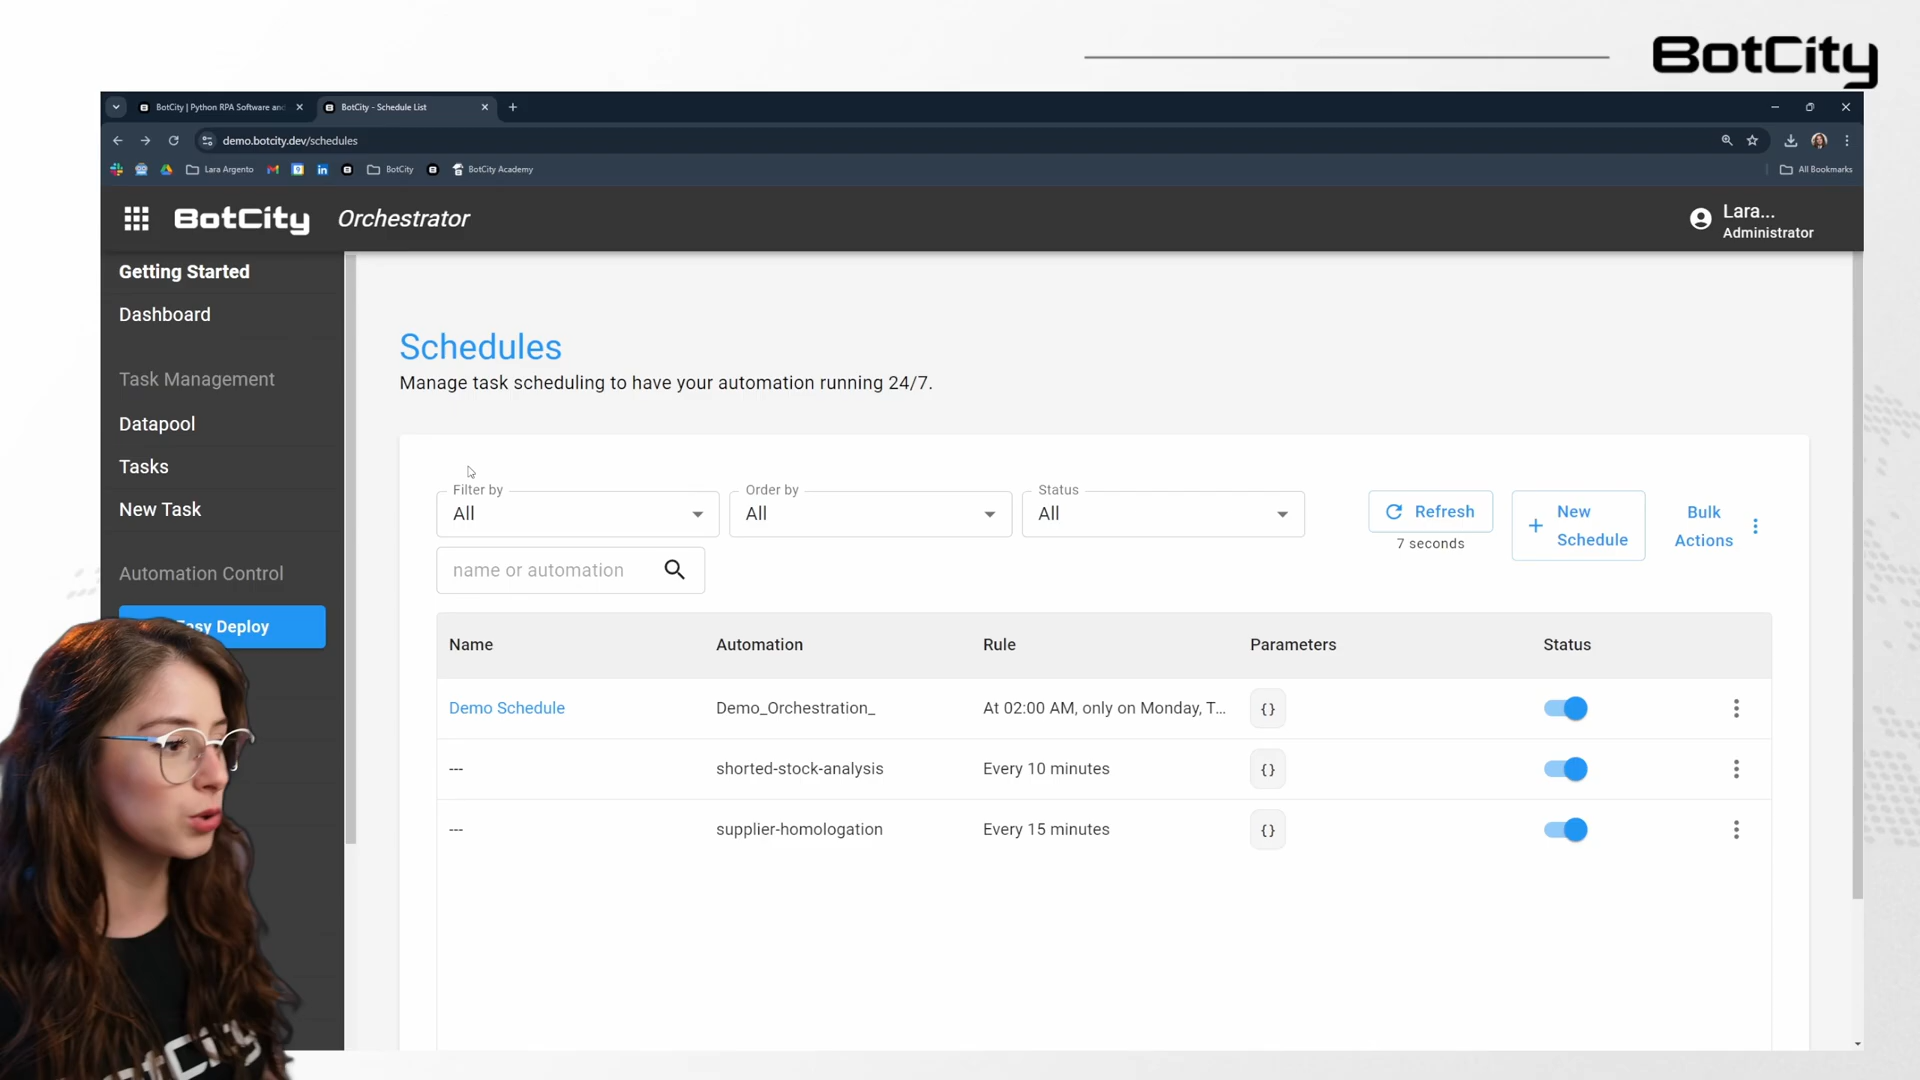 BotCity
BotCity | Python RPA Software and
BotCity - Schedule List
demo.botcity.dev/schedules
Lara Argento
BotCity
BotCity Academy
All Bookmarks
BotCity Orchestrator
Lara...
Administrator
Getting Started
Dashboard
Task Management
Datapool
Tasks
New Task
Automation Control
Easy Deploy
Schedules
Manage task scheduling to have your automation running 24/7.
Filter by
All
Order by
All
Status
All
Refresh
7 seconds
New
Schedule
Bulk
Actions
name or automation
Name Automation Rule Parameters Status
Demo Schedule Demo_Orchestration_ At 02:00 AM, only on Monday, T... {}
--- shorted-stock-analysis Every 10 minutes {}
--- supplier-homologation Every 15 minutes {}
BotCity